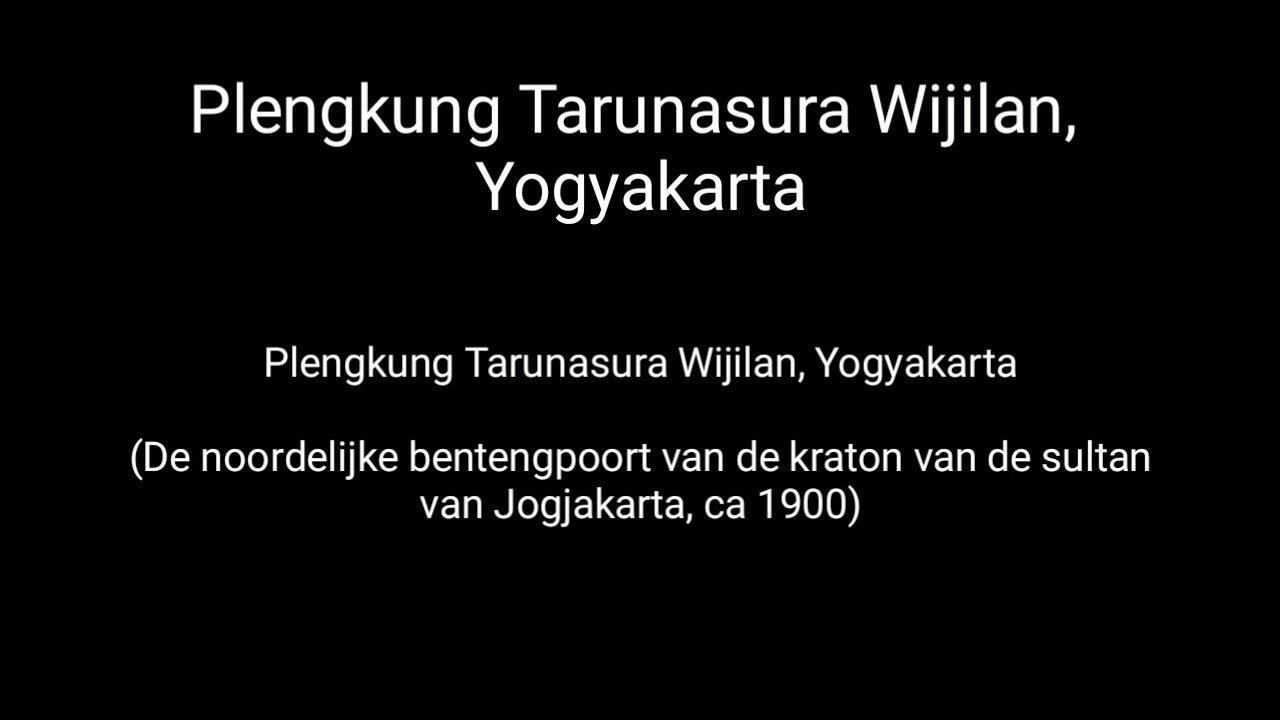 Plengkung Tarunasura Wijilan,
Yogyakarta
Plengkung Tarunasura Wijilan, Yogyakarta
(De noordelijke bentengpoort van de kraton van de sultan
van Jogjakarta, ca 1900)